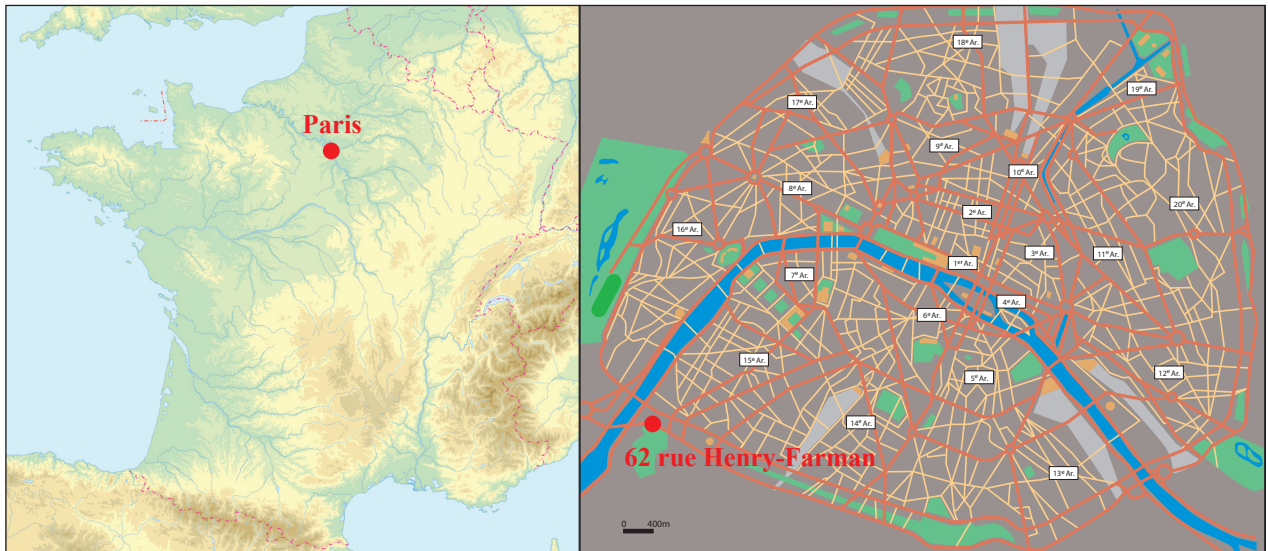 Paris
18e Ar.
17e Ar.
19e Ar.
9e Ar.
10e Ar.
8e Ar.
2e Ar.
20e Ar.
16e Ar.
3e Ar.
11e Ar.
1er Ar.
7e Ar.
4e Ar.
6e Ar.
15e Ar.
5e Ar.
12e Ar.
14e Ar.
62 rue Henry-Farman
13e Ar.
0 400m